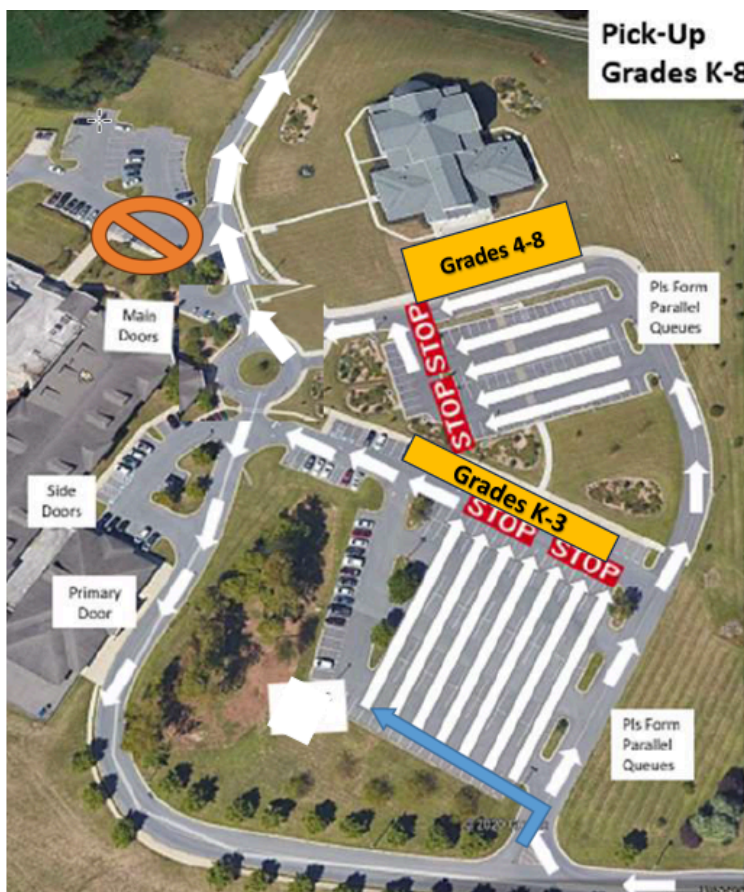 Pick-Up
Grades K-8
Grades 4-8
Pls Form
Parallel
Queues
Main
Doors
STOP
STOP
Grades K-3
STOP
STOP
Side
Doors
Primary
Door
Pls Form
Parallel
Queues
© 2020